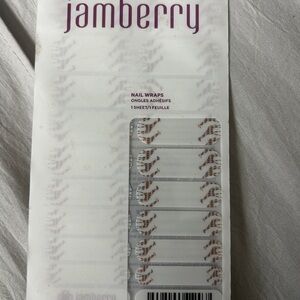 jamberry
NAIL WRAPS
ONGLES ADHÉSIFS
1 SHEET/1 FEUILLE